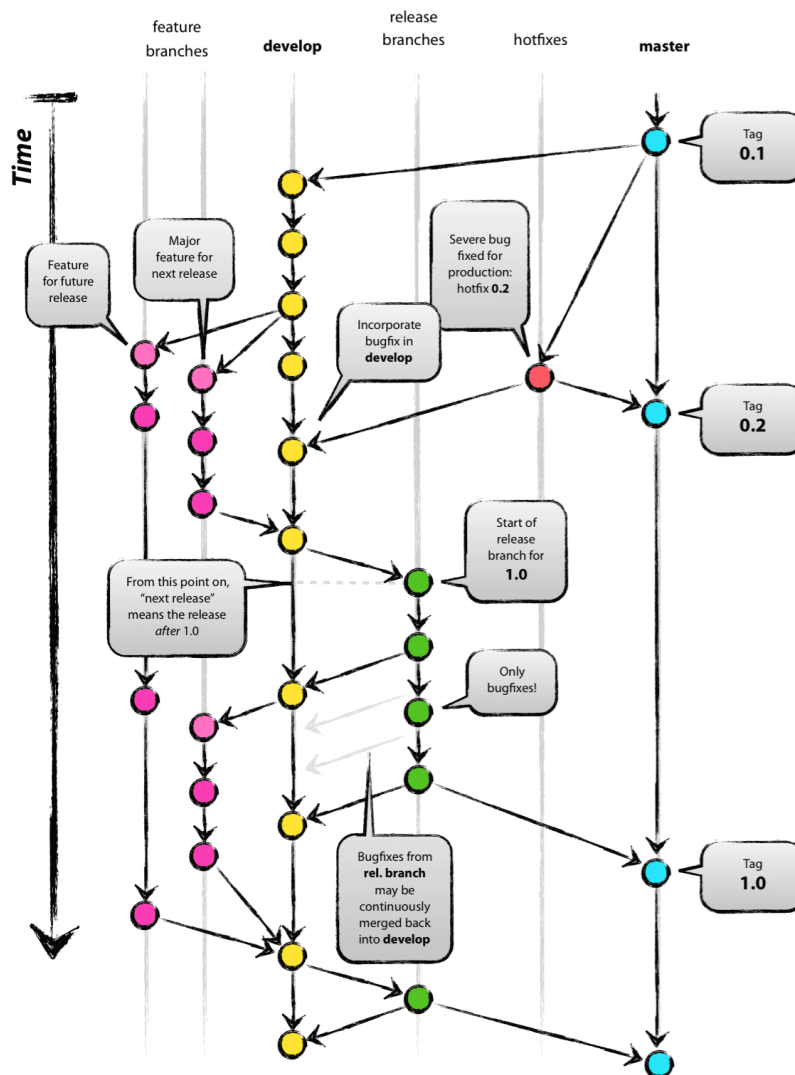 feature
branches
develop
release
branches
hotfixes
master
Time
Tag
0.1
Major
feature for
next release
Feature
for future
release
Severe bug
fixed for
production:
hotfix 0.2
Incorporate
bugfix in
develop
Tag
0.2
Start of
release
branch for
1.0
From this point on,
“next release”
means the release
after 1.0
Only
bugfixes!
Bugfixes from
rel. branch
may be
continuously
merged back
into develop
Tag
1.0